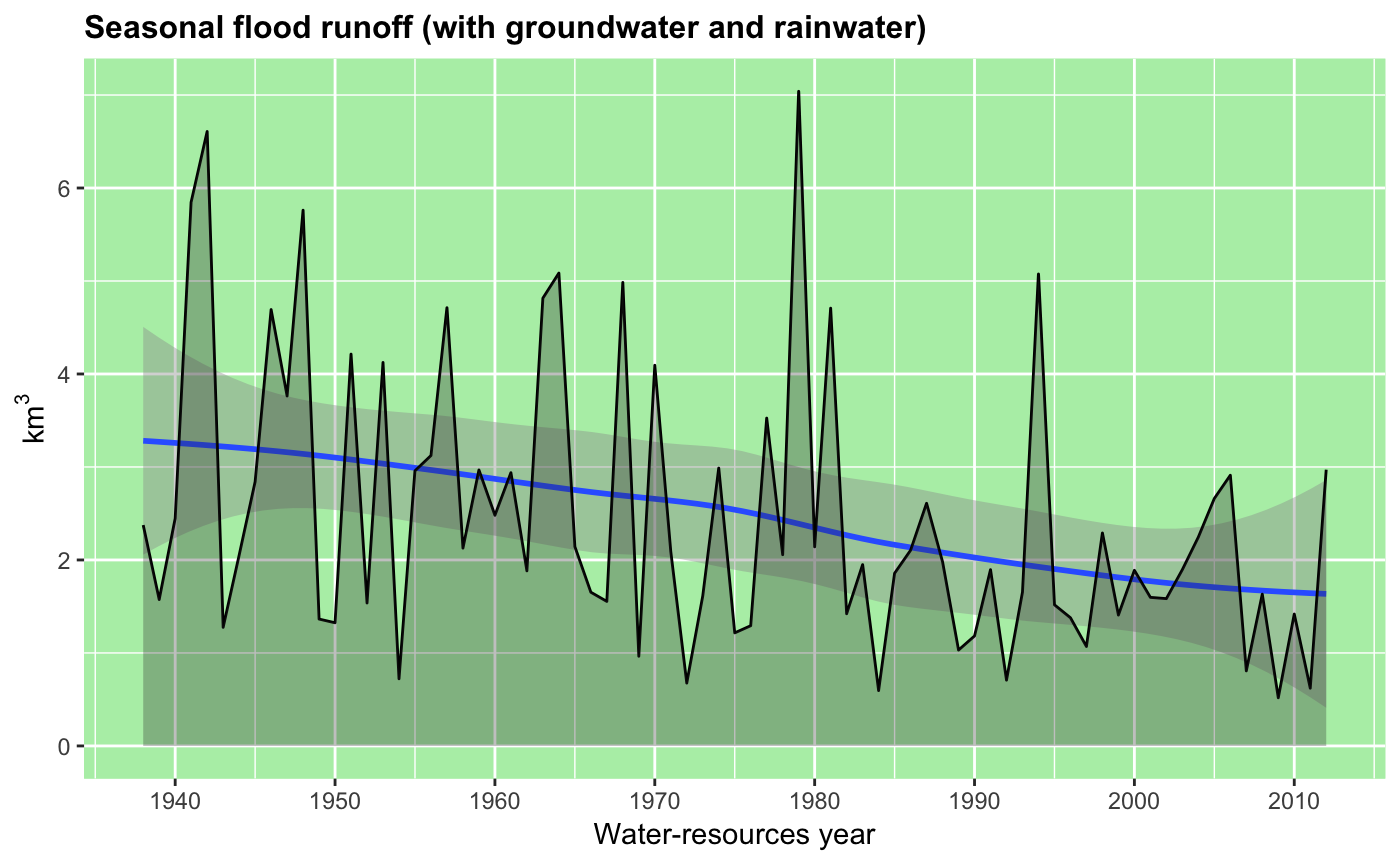 Seasonal flood runoff (with groundwater and rainwater)
km³
6
4
2
0
1940 1950 1960 1970 1980 1990 2000 2010
Water-resources year